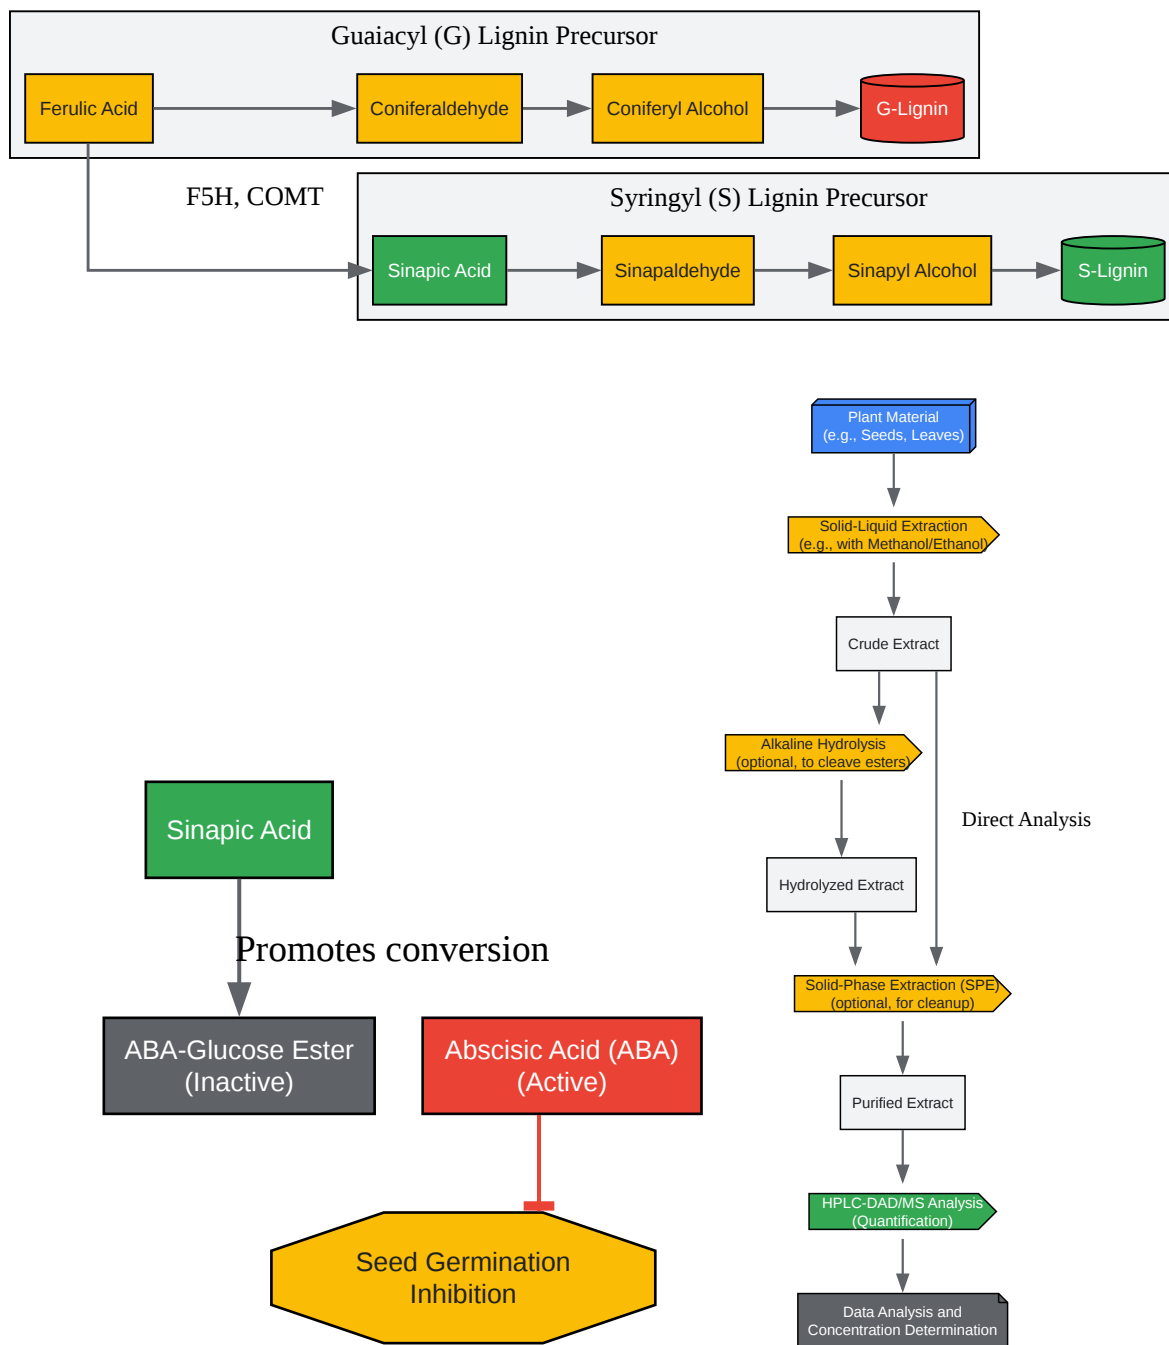 Guaiacyl (G) Lignin Precursor
Ferulic Acid
Coniferaldehyde
Coniferyl Alcohol
G-Lignin
F5H, COMT
Syringyl (S) Lignin Precursor
Sinapic Acid
Sinapaldehyde
Sinapyl Alcohol
S-Lignin
Plant Material
(e.g., Seeds, Leaves)
Solid-Liquid Extraction
(e.g., with Methanol/Ethanol)
Crude Extract
Alkaline Hydrolysis
(optional, to cleave esters)
Direct Analysis
Hydrolyzed Extract
Solid-Phase Extraction (SPE)
(optional, for cleanup)
Purified Extract
HPLC-DAD/MS Analysis
(Quantification)
Data Analysis and
Concentration Determination
Sinapic Acid
Promotes conversion
ABA-Glucose Ester
(Inactive)
Abscisic Acid (ABA)
(Active)
Seed Germination
Inhibition